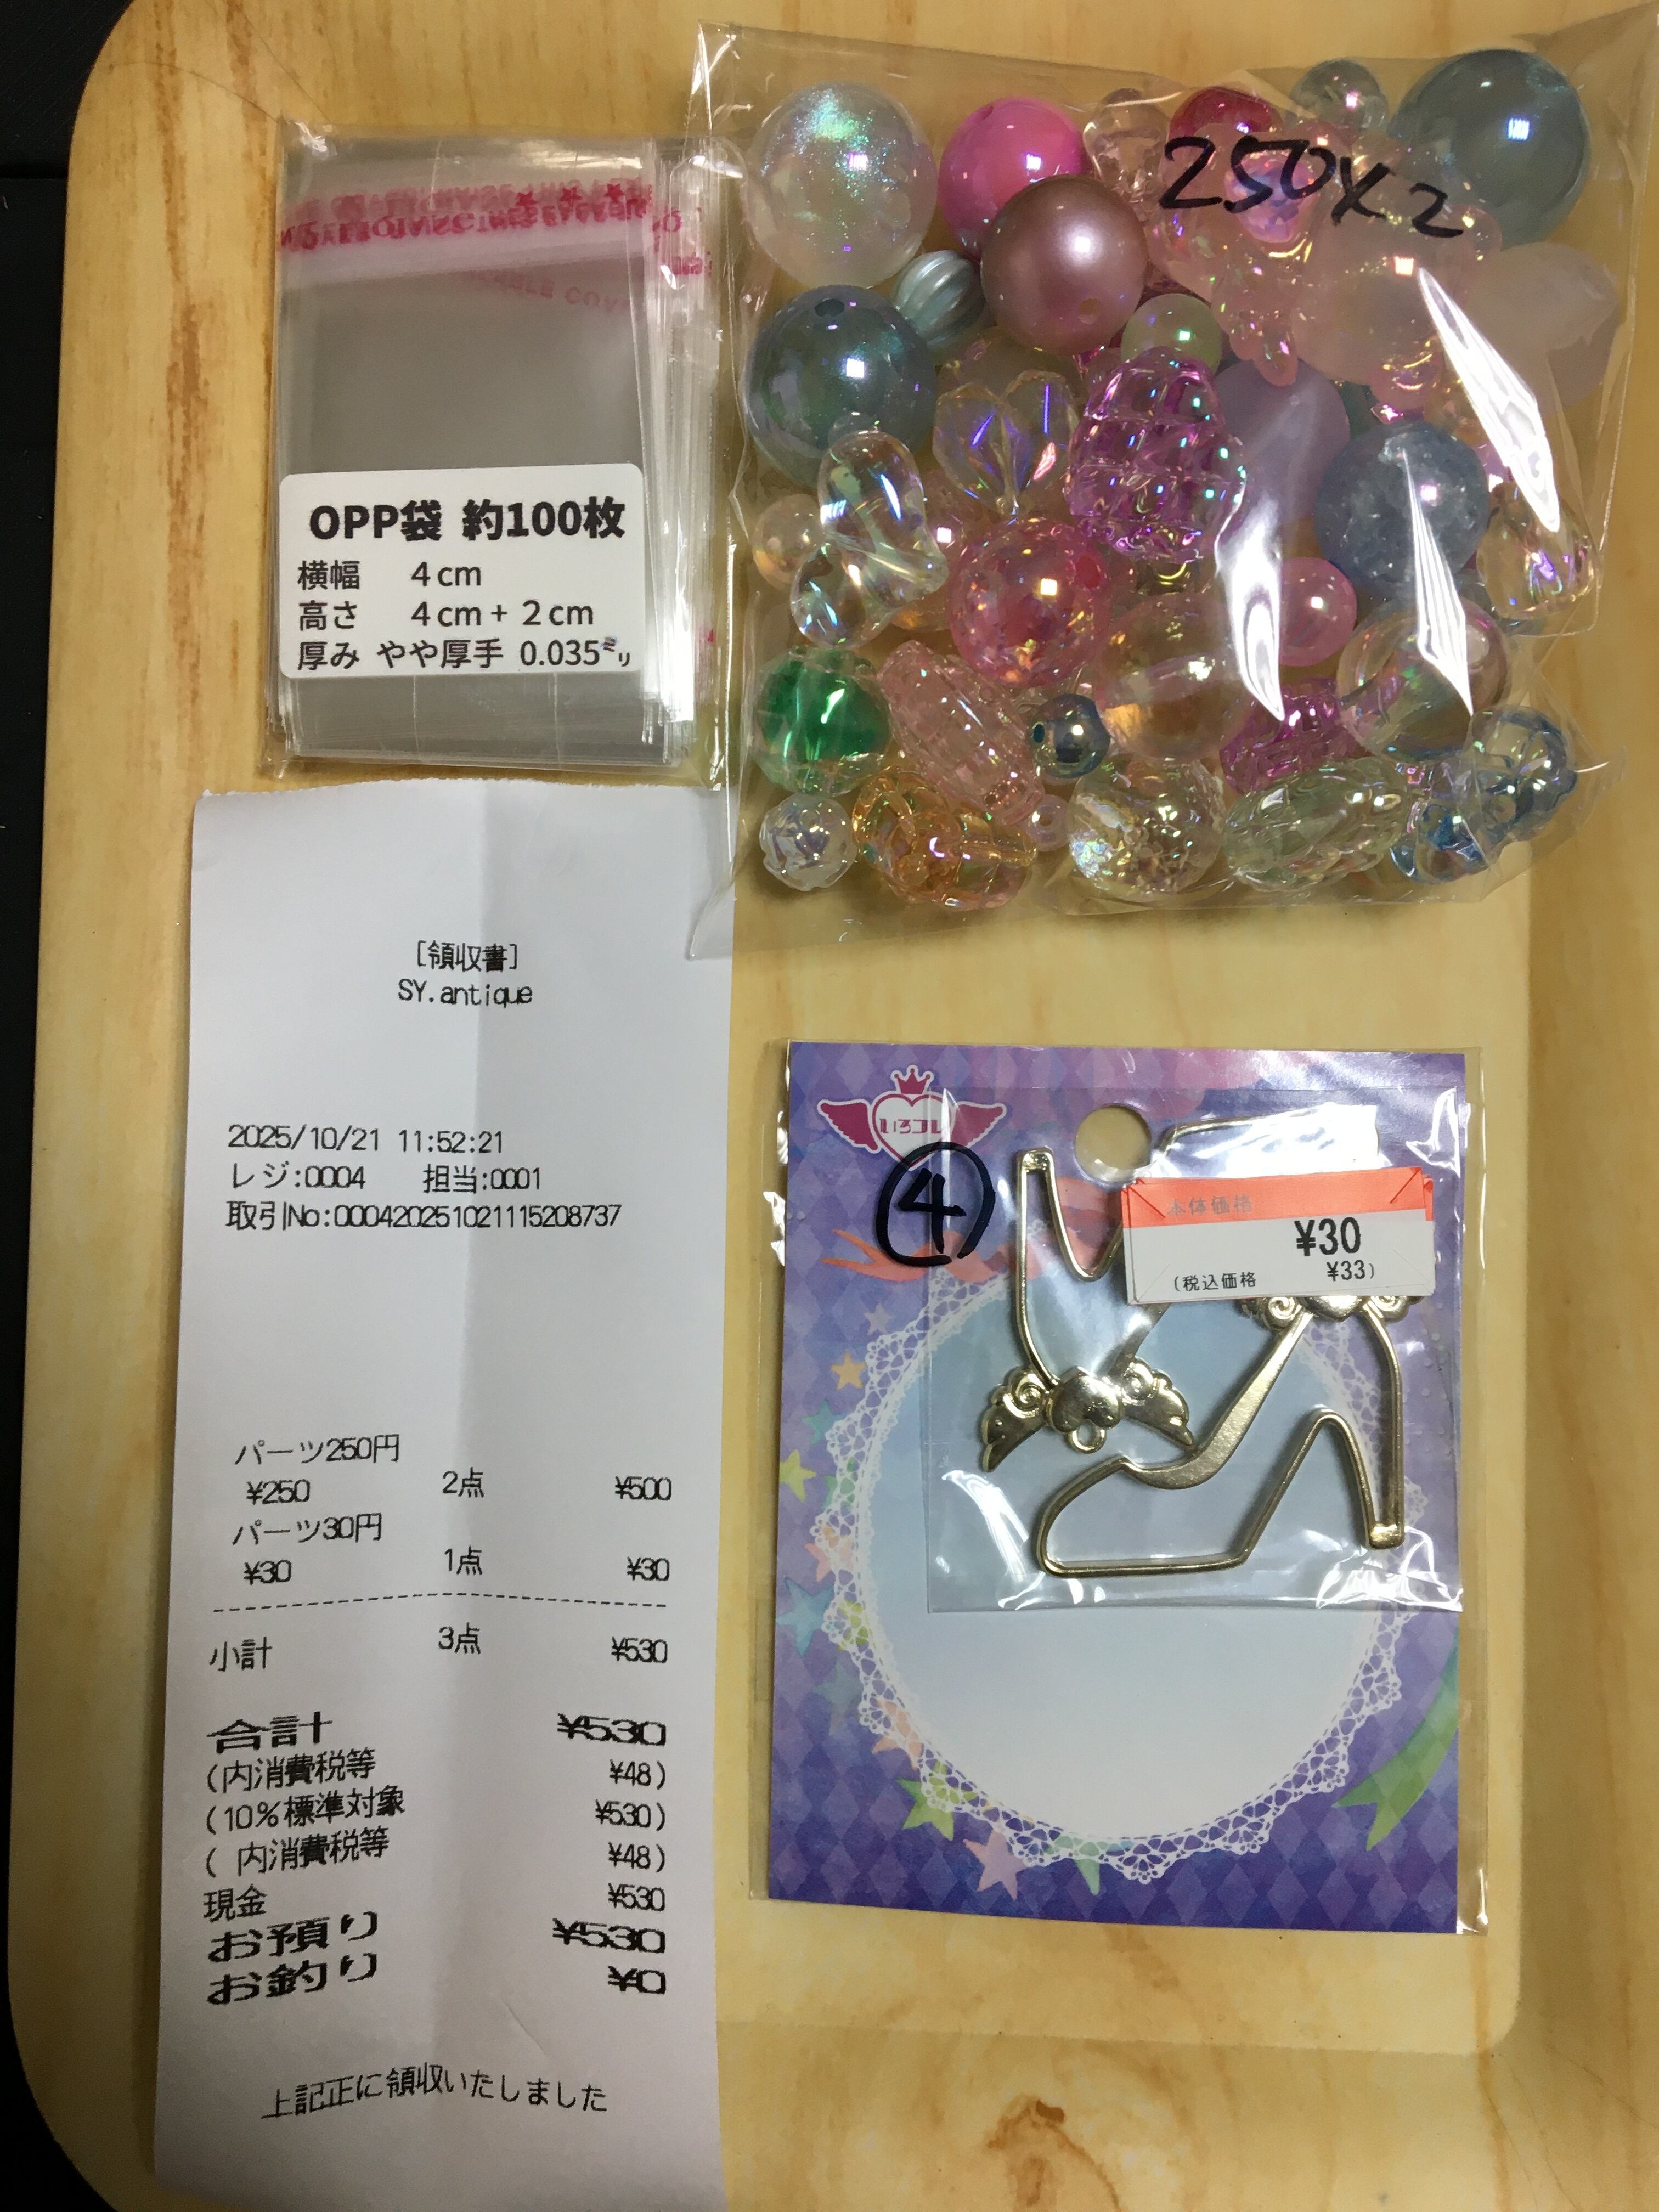 OPP袋 約100枚
横幅 4cm
高さ 4cm+2cm
厚み やや厚手 0.035ミリ
250×2
[領収書]
SY.antique
2025/10/21 11:52:21
レジ:0004 担当:0001
取引No:000420251021115208737
パーツ250円
¥250 2点 ¥500
パーツ30円
¥30 1点 ¥30
小計 3点 ¥530
合計 ¥530
(内消費税等 ¥48)
(10%標準対象 ¥530)
( 内消費税等 ¥48)
現金 ¥530
お預り ¥530
お釣り ¥0
上記正に領収いたしました
いろコレ
④
本体価格
¥30
(税込価格 ¥33)